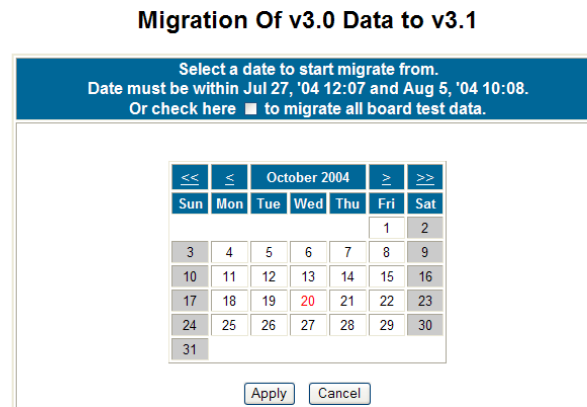 Migration Of v3.0 Data to v3.1
Select a date to start migrate from.
Date must be within Jul 27, '04 12:07 and Aug 5, '04 10:08.
Or check here to migrate all board test data.
<< < October 2004 > >>
Sun Mon Tue Wed Thu Fri Sat
1 2
3 4 5 6 7 8 9
10 11 12 13 14 15 16
17 18 19 20 21 22 23
24 25 26 27 28 29 30
31
Apply Cancel